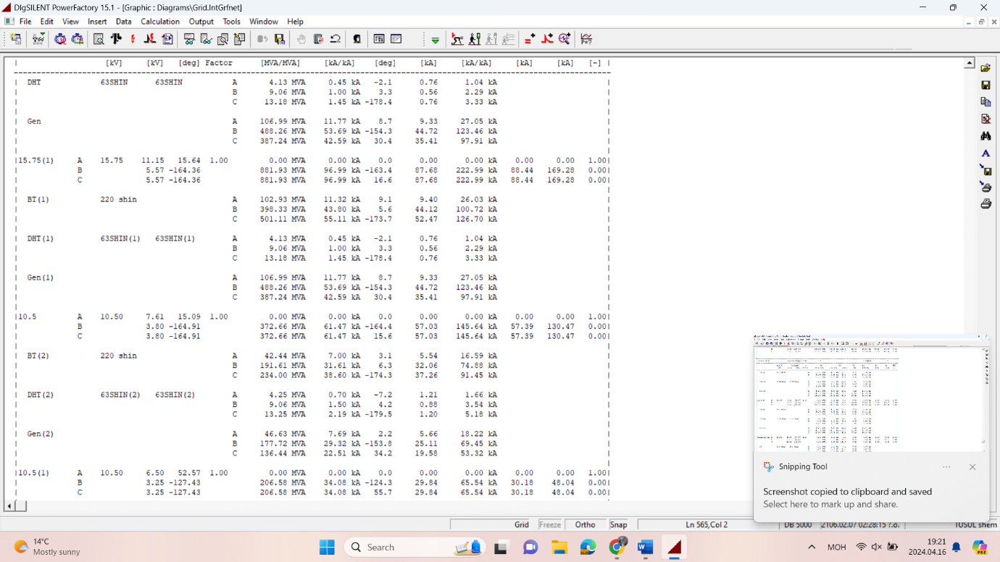 DIgSILENT PowerFactory 15.1 - [Graphic : Diagrams\Grid.IntGrfnet]
File Edit View Insert Data Calculation Output Tools Window Help
| [kV] [kV] [deg] Factor [MVA/MVA] [kA/kA] [deg] [kA] [kA/kA] [kA] [kA] [-] |
| DHT 63SHIN 63SHIN A 4.13 MVA 0.45 kA -2.1 0.76 1.04 kA |
| B 9.06 MVA 1.00 kA 3.3 0.56 2.29 kA |
| C 13.18 MVA 1.45 kA -178.4 0.76 3.33 kA |
| Gen A 106.99 MVA 11.77 kA 8.7 9.33 27.05 kA |
| B 488.26 MVA 53.69 kA -154.3 44.72 123.46 kA |
| C 387.24 MVA 42.59 kA 30.4 35.41 97.91 kA |
|15.75(1) A 15.75 11.15 15.64 1.00 0.00 MVA 0.00 kA 0.0 0.00 0.00 kA 0.00 0.00 1.00|
| B 5.57 -164.36 881.93 MVA 96.99 kA -163.4 87.68 222.99 kA 88.44 169.28 0.00|
| C 5.57 -164.36 881.93 MVA 96.99 kA 16.6 87.68 222.99 kA 88.44 169.28 0.00|
| BT(1) 220 shin A 102.93 MVA 11.32 kA 9.1 9.40 26.03 kA |
| B 398.33 MVA 43.80 kA 5.6 44.12 100.72 kA |
| C 501.11 MVA 55.11 kA -173.7 52.47 126.70 kA |
| DHT(1) 63SHIN(1) 63SHIN(1) A 4.13 MVA 0.45 kA -2.1 0.76 1.04 kA |
| B 9.06 MVA 1.00 kA 3.3 0.56 2.29 kA |
| C 13.18 MVA 1.45 kA -178.4 0.76 3.33 kA |
| Gen(1) A 106.99 MVA 11.77 kA 8.7 9.33 27.05 kA |
| B 488.26 MVA 53.69 kA -154.3 44.72 123.46 kA |
| C 387.24 MVA 42.59 kA 30.4 35.41 97.91 kA |
|10.5 A 10.50 7.61 15.09 1.00 0.00 MVA 0.00 kA 0.0 0.00 0.00 kA 0.00 0.00 1.00|
| B 3.80 -164.91 372.66 MVA 61.47 kA -164.4 57.03 145.64 kA 57.39 130.47 0.00|
| C 3.80 -164.91 372.66 MVA 61.47 kA 15.6 57.03 145.64 kA 57.39 130.47 0.00|
| BT(2) 220 shin A 42.44 MVA 7.00 kA 3.1 5.54 16.59 kA |
| B 191.61 MVA 31.61 kA 6.3 32.06 74.88 kA |
| C 234.00 MVA 38.60 kA -174.3 37.26 91.45 kA |
| DHT(2) 63SHIN(2) 63SHIN(2) A 4.25 MVA 0.70 kA -7.2 1.21 1.66 kA |
| B 9.06 MVA 1.50 kA 4.2 0.88 3.54 kA |
| C 13.25 MVA 2.19 kA -179.5 1.20 5.18 kA |
| Gen(2) A 46.63 MVA 7.69 kA 2.2 5.66 18.22 kA |
| B 177.72 MVA 29.32 kA -153.8 25.11 69.45 kA |
| C 136.44 MVA 22.51 kA 34.2 19.58 53.32 kA |
|10.5(1) A 10.50 6.50 52.57 1.00 0.00 MVA 0.00 kA 0.0 0.00 0.00 kA 0.00 0.00 1.00|
| B 3.25 -127.43 206.58 MVA 34.08 kA -124.3 29.84 65.54 kA 30.18 48.04 0.00|
| C 3.25 -127.43 206.58 MVA 34.08 kA 55.7 29.84 65.54 kA 30.18 48.04 0.00|
Snipping Tool
Screenshot copied to clipboard and saved
Select here to mark up and share.
Grid Freeze Ortho Snap Ln 565,Col 2 DB 5000
14°C
Mostly sunny
Search
МОН
19:21
2024.04.16
PRE